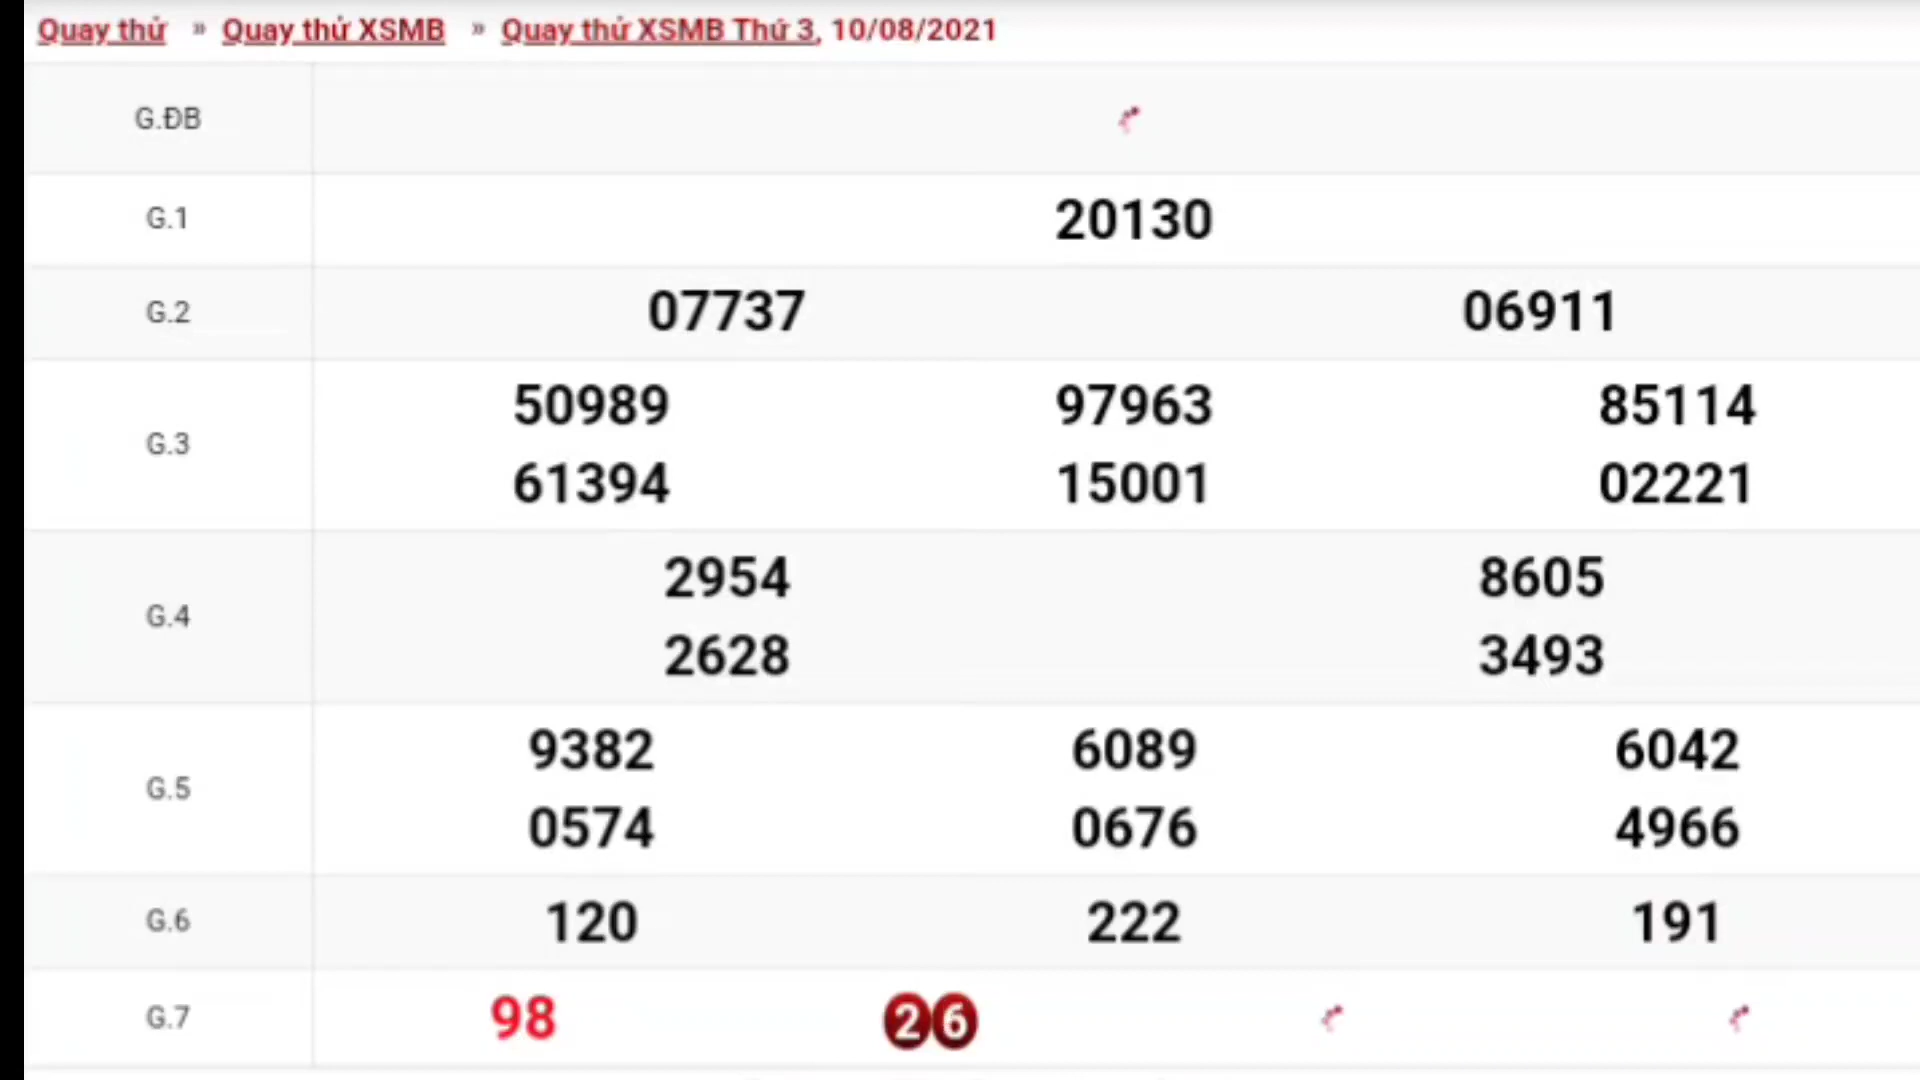 Quay thử » Quay thử XSMB » Quay thử XSMB Thứ 3, 10/08/2021
G.ĐB
G.1 20130
G.2 07737 06911
G.3 50989 97963 85114
61394 15001 02221
G.4 2954 8605
2628 3493
G.5 9382 6089 6042
0574 0676 4966
G.6 120 222 191
G.7 98 26